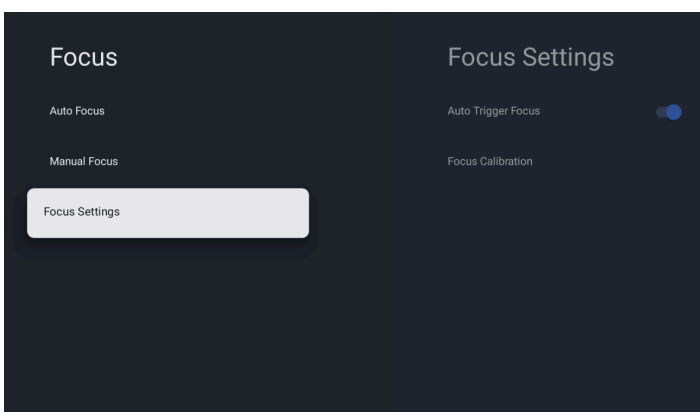 Focus
Auto Focus
Manual Focus
Focus Settings
Focus Settings
Auto Trigger Focus
Focus Calibration